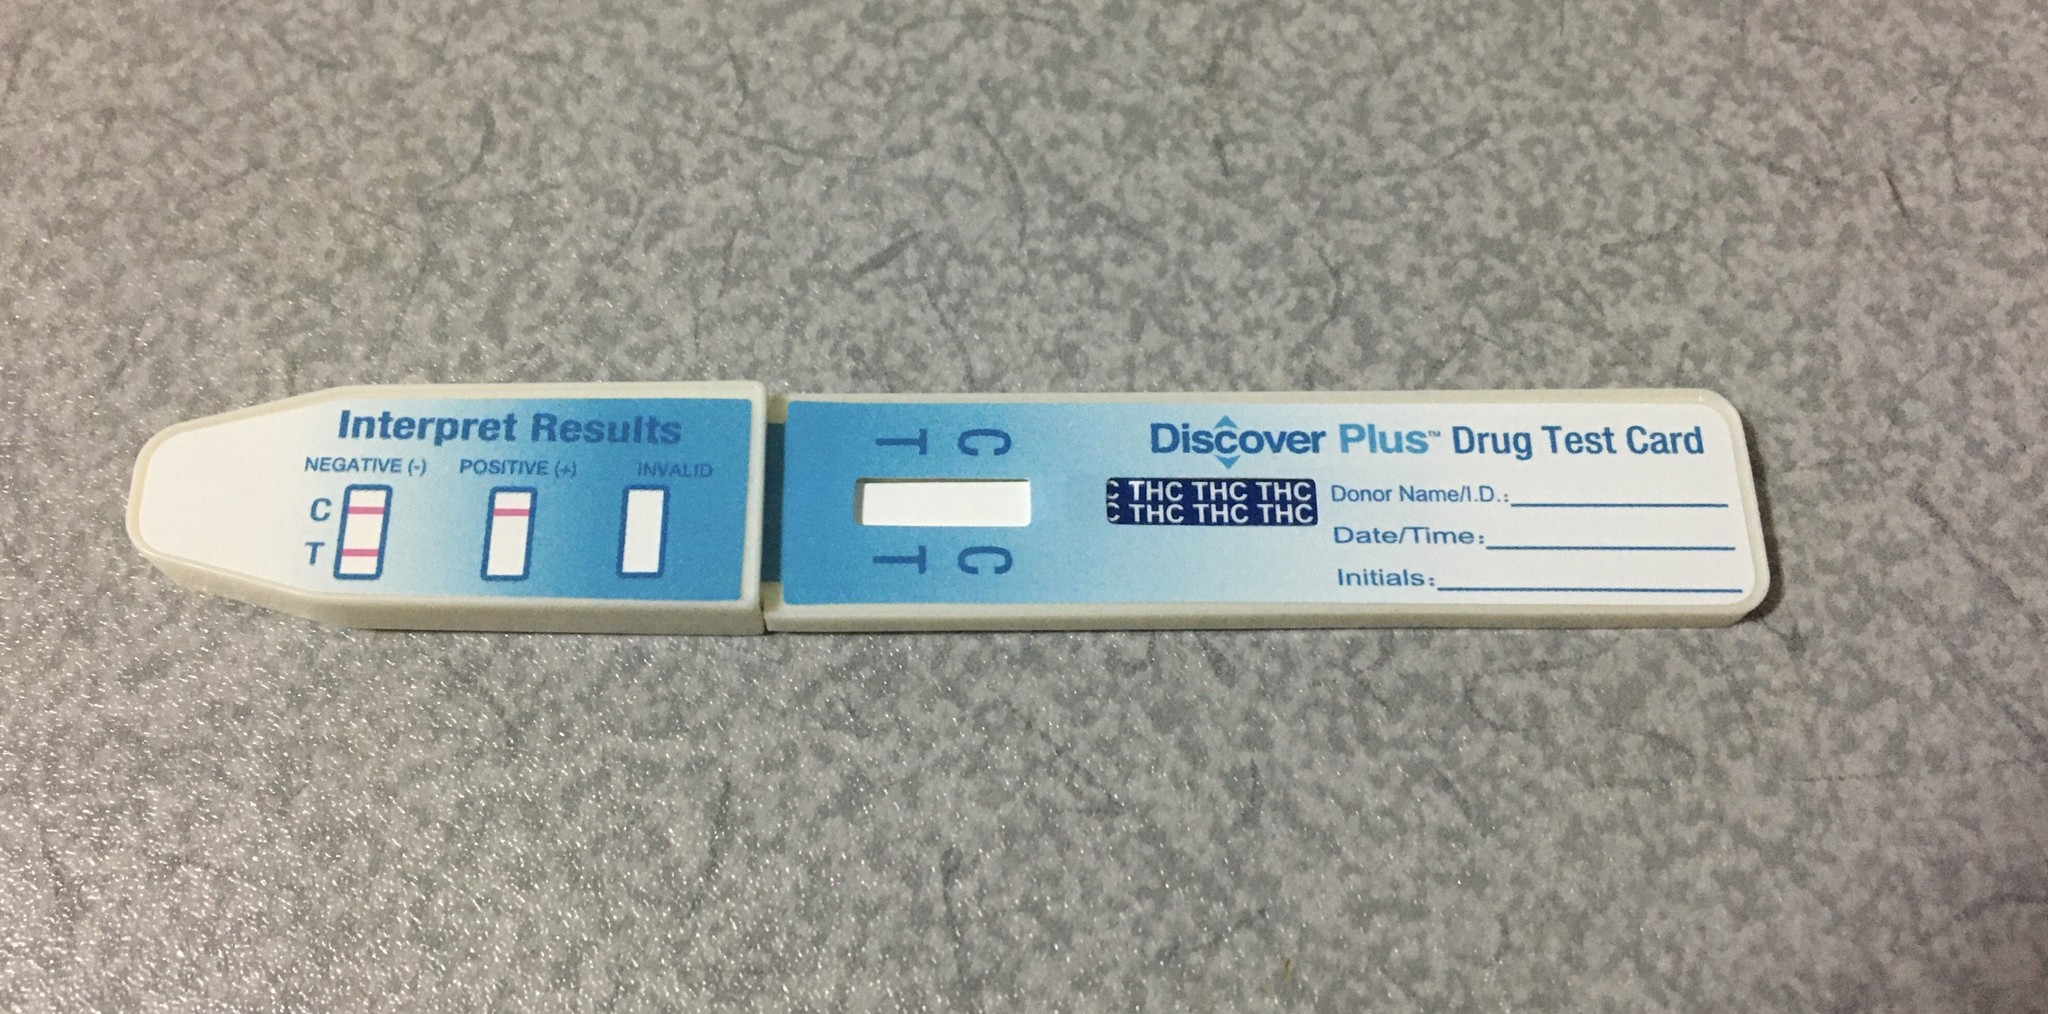 Interpret Results
NEGATIVE (-) POSITIVE (+) INVALID
C
T
T C
T C
C THC THC THC
C THC THC THC
Discover Plus™ Drug Test Card
Donor Name/I.D.:
Date/Time:
Initials: